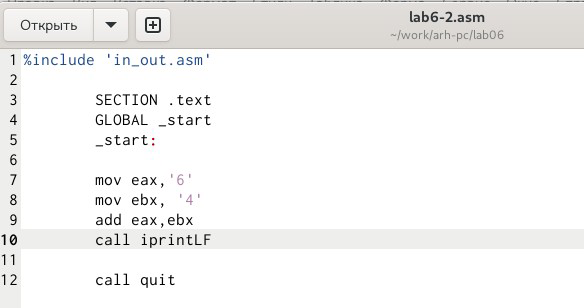 Открыть
lab6-2.asm
~/work/arh-pc/lab06
1 %include 'in_out.asm'
2
3 SECTION .text
4 GLOBAL _start
5 _start:
6
7 mov eax,'6'
8 mov ebx, '4'
9 add eax,ebx
10 call iprintLF
11
12 call quit